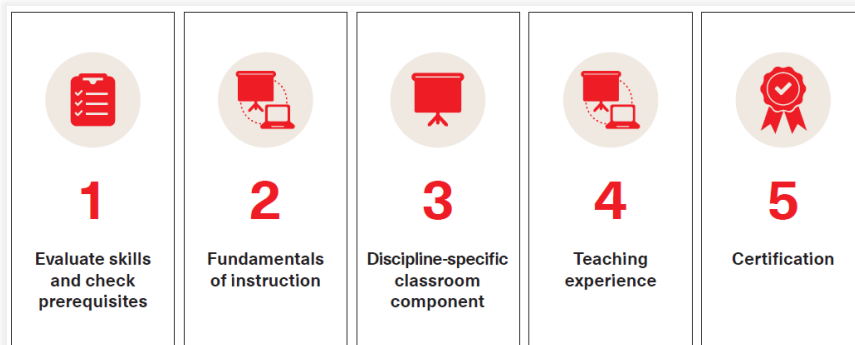 1
Evaluate skills
and check
prerequisites
2
Fundamentals
of instruction
3
Discipline-specific
classroom
component
4
Teaching
experience
5
Certification